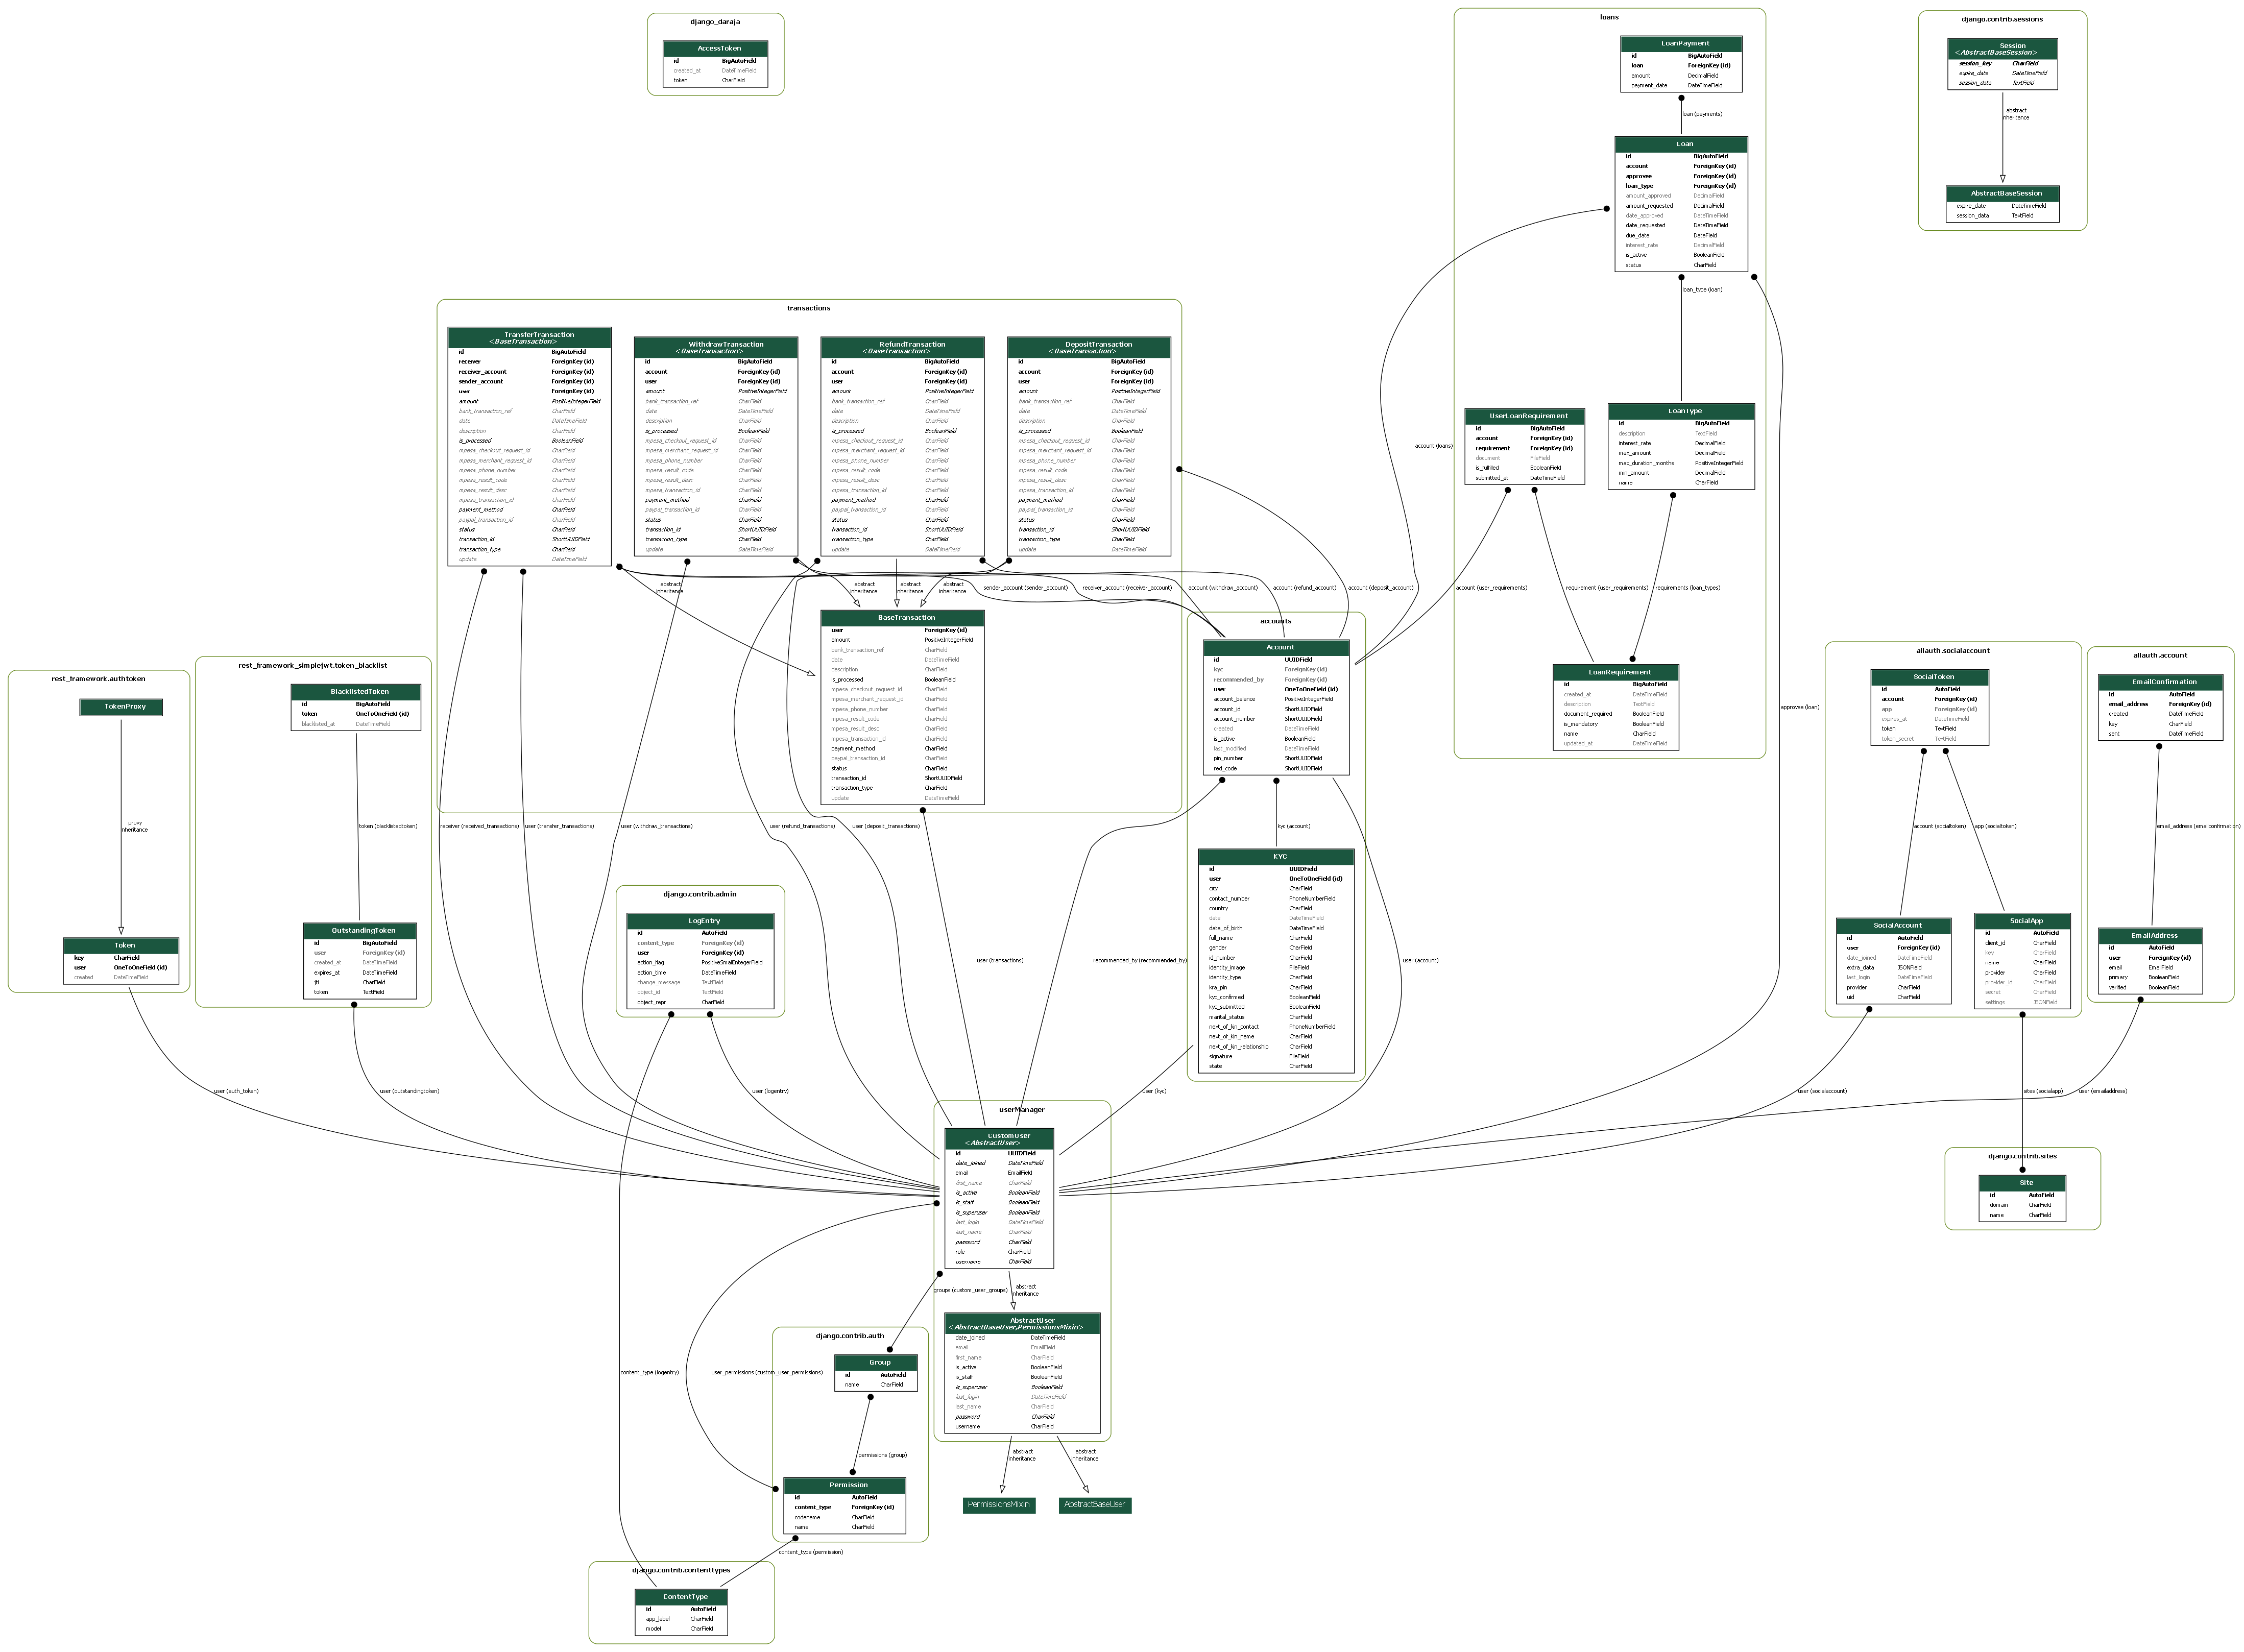 django_daraja
AccessToken
id BigAutoField
created_at DateTimeField
token CharField
loans
LoanPayment
id BigAutoField
loan ForeignKey (id)
amount DecimalField
payment_date DateTimeField
loan (payments)
Loan
id BigAutoField
account ForeignKey (id)
approvee ForeignKey (id)
loan_type ForeignKey (id)
amount_approved DecimalField
amount_requested DecimalField
date_approved DateTimeField
date_requested DateTimeField
due_date DateField
interest_rate DecimalField
is_active BooleanField
status CharField
loan_type (loan)
LoanType
id BigAutoField
description TextField
interest_rate DecimalField
max_amount DecimalField
max_duration_months PositiveIntegerField
min_amount DecimalField
name CharField
UserLoanRequirement
id BigAutoField
account ForeignKey (id)
requirement ForeignKey (id)
document FileField
is_fulfilled BooleanField
submitted_at DateTimeField
account (loans)
account (user_requirements)
requirement (user_requirements)
requirements (loan_types)
LoanRequirement
id BigAutoField
created_at DateTimeField
description TextField
document_required BooleanField
is_mandatory BooleanField
name CharField
updated_at DateTimeField
approvee (loan)
django.contrib.sessions
Session
<AbstractBaseSession>
session_key CharField
expire_date DateTimeField
session_data TextField
abstract
inheritance
AbstractBaseSession
expire_date DateTimeField
session_data TextField
transactions
TransferTransaction
<BaseTransaction>
id BigAutoField
receiver ForeignKey (id)
receiver_account ForeignKey (id)
sender_account ForeignKey (id)
user ForeignKey (id)
amount PositiveIntegerField
bank_transaction_ref CharField
date DateTimeField
description CharField
is_processed BooleanField
mpesa_checkout_request_id CharField
mpesa_merchant_request_id CharField
mpesa_phone_number CharField
mpesa_result_code CharField
mpesa_result_desc CharField
mpesa_transaction_id CharField
payment_method CharField
paypal_transaction_id CharField
status CharField
transaction_id ShortUUIDField
transaction_type CharField
update DateTimeField
WithdrawTransaction
<BaseTransaction>
id BigAutoField
account ForeignKey (id)
user ForeignKey (id)
amount PositiveIntegerField
bank_transaction_ref CharField
date DateTimeField
description CharField
is_processed BooleanField
mpesa_checkout_request_id CharField
mpesa_merchant_request_id CharField
mpesa_phone_number CharField
mpesa_result_code CharField
mpesa_result_desc CharField
mpesa_transaction_id CharField
payment_method CharField
paypal_transaction_id CharField
status CharField
transaction_id ShortUUIDField
transaction_type CharField
update DateTimeField
RefundTransaction
<BaseTransaction>
id BigAutoField
account ForeignKey (id)
user ForeignKey (id)
amount PositiveIntegerField
bank_transaction_ref CharField
date DateTimeField
description CharField
is_processed BooleanField
mpesa_checkout_request_id CharField
mpesa_merchant_request_id CharField
mpesa_phone_number CharField
mpesa_result_code CharField
mpesa_result_desc CharField
mpesa_transaction_id CharField
payment_method CharField
paypal_transaction_id CharField
status CharField
transaction_id ShortUUIDField
transaction_type CharField
update DateTimeField
DepositTransaction
<BaseTransaction>
id BigAutoField
account ForeignKey (id)
user ForeignKey (id)
amount PositiveIntegerField
bank_transaction_ref CharField
date DateTimeField
description CharField
is_processed BooleanField
mpesa_checkout_request_id CharField
mpesa_merchant_request_id CharField
mpesa_phone_number CharField
mpesa_result_code CharField
mpesa_result_desc CharField
mpesa_transaction_id CharField
payment_method CharField
paypal_transaction_id CharField
status CharField
transaction_id ShortUUIDField
transaction_type CharField
update DateTimeField
abstract
inheritance
abstract
inheritance
abstract
inheritance
abstract
inheritance
sender_account (sender_account)
receiver_account (receiver_account)
account (withdraw_account)
account (refund_account)
account (deposit_account)
BaseTransaction
user ForeignKey (id)
amount PositiveIntegerField
bank_transaction_ref CharField
date DateTimeField
description CharField
is_processed BooleanField
mpesa_checkout_request_id CharField
mpesa_merchant_request_id CharField
mpesa_phone_number CharField
mpesa_result_code CharField
mpesa_result_desc CharField
mpesa_transaction_id CharField
payment_method CharField
paypal_transaction_id CharField
status CharField
transaction_id ShortUUIDField
transaction_type CharField
update DateTimeField
accounts
Account
id UUIDField
kyc ForeignKey (id)
recommended_by ForeignKey (id)
user OneToOneField (id)
account_balance PositiveIntegerField
account_id ShortUUIDField
account_number ShortUUIDField
created DateTimeField
is_active BooleanField
last_modified DateTimeField
pin_number ShortUUIDField
red_code ShortUUIDField
kyc (account)
KYC
id UUIDField
user OneToOneField (id)
city CharField
contact_number PhoneNumberField
country CharField
date DateTimeField
date_of_birth DateTimeField
full_name CharField
gender CharField
id_number CharField
identity_image FileField
identity_type CharField
kra_pin CharField
kyc_confirmed BooleanField
kyc_submitted BooleanField
marital_status CharField
next_of_kin_contact PhoneNumberField
next_of_kin_name CharField
next_of_kin_relationship CharField
signature FileField
state CharField
rest_framework.authtoken
TokenProxy
proxy
inheritance
Token
key CharField
user OneToOneField (id)
created DateTimeField
rest_framework_simplejwt.token_blacklist
BlacklistedToken
id BigAutoField
token OneToOneField (id)
blacklisted_at DateTimeField
token (blacklistedtoken)
OutstandingToken
id BigAutoField
user ForeignKey (id)
created_at DateTimeField
expires_at DateTimeField
jti CharField
token TextField
receiver (received_transactions)
user (transfer_transactions)
user (withdraw_transactions)
user (refund_transactions)
user (deposit_transactions)
user (transactions)
recommended_by (recommended_by)
user (account)
django.contrib.admin
LogEntry
id AutoField
content_type ForeignKey (id)
user ForeignKey (id)
action_flag PositiveSmallIntegerField
action_time DateTimeField
change_message TextField
object_id TextField
object_repr CharField
allauth.socialaccount
SocialToken
id AutoField
account ForeignKey (id)
app ForeignKey (id)
expires_at DateTimeField
token TextField
token_secret TextField
account (socialtoken)
app (socialtoken)
SocialAccount
id AutoField
user ForeignKey (id)
date_joined DateTimeField
extra_data JSONField
last_login DateTimeField
provider CharField
uid CharField
SocialApp
id AutoField
client_id CharField
key CharField
name CharField
provider CharField
provider_id CharField
secret CharField
settings JSONField
allauth.account
EmailConfirmation
id AutoField
email_address ForeignKey (id)
created DateTimeField
key CharField
sent DateTimeField
email_address (emailconfirmation)
EmailAddress
id AutoField
user ForeignKey (id)
email EmailField
primary BooleanField
verified BooleanField
user (auth_token)
user (outstandingtoken)
user (logentry)
user (kyc)
user (socialaccount)
sites (socialapp)
user (emailaddress)
userManager
CustomUser
<AbstractUser>
id UUIDField
date_joined DateTimeField
email EmailField
first_name CharField
is_active BooleanField
is_staff BooleanField
is_superuser BooleanField
last_login DateTimeField
last_name CharField
password CharField
role CharField
username CharField
django.contrib.sites
Site
id AutoField
domain CharField
name CharField
groups (custom_user_groups)
abstract
inheritance
AbstractUser
<AbstractBaseUser,PermissionsMixin>
date_joined DateTimeField
email EmailField
first_name CharField
is_active BooleanField
is_staff BooleanField
is_superuser BooleanField
last_login DateTimeField
last_name CharField
password CharField
username CharField
django.contrib.auth
Group
id AutoField
name CharField
content_type (logentry)
user_permissions (custom_user_permissions)
permissions (group)
abstract
inheritance
abstract
inheritance
Permission
id AutoField
content_type ForeignKey (id)
codename CharField
name CharField
PermissionsMixin
AbstractBaseUser
content_type (permission)
django.contrib.contenttypes
ContentType
id AutoField
app_label CharField
model CharField